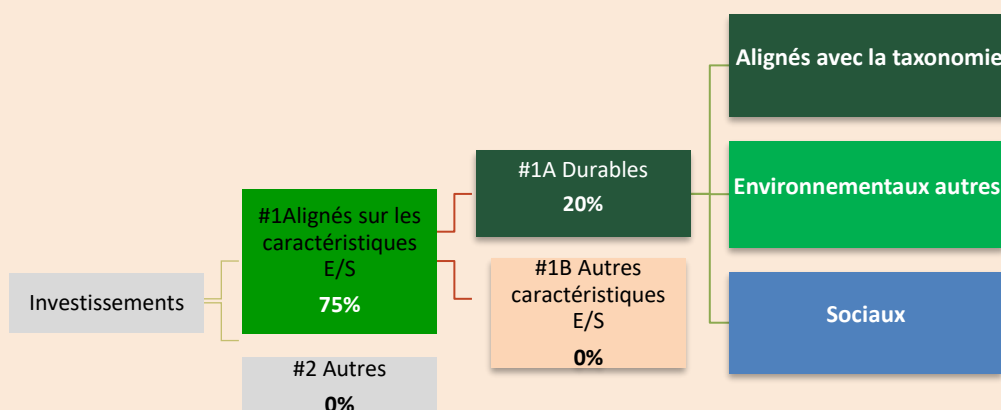 Investissements
#1Alignés sur les
caractéristiques
E/S
75%
#2 Autres
0%
#1A Durables
20%
#1B Autres
caractéristiques
E/S
0%
Alignés avec la taxonomie
Environnementaux autres
Sociaux